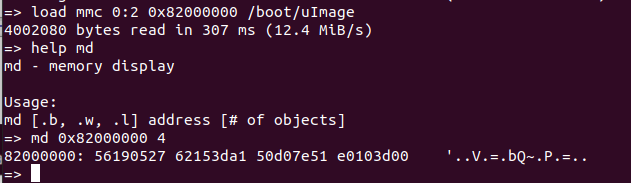 => load mmc 0:2 0x82000000 /boot/uImage
4002080 bytes read in 307 ms (12.4 MiB/s)
=> help md
md - memory display
Usage:
md [.b, .w, .l] address [# of objects]
=> md 0x82000000 4
82000000: 56190527 62153da1 50d07e51 e0103d00    '..V.=.bQ~.P.=..
=>